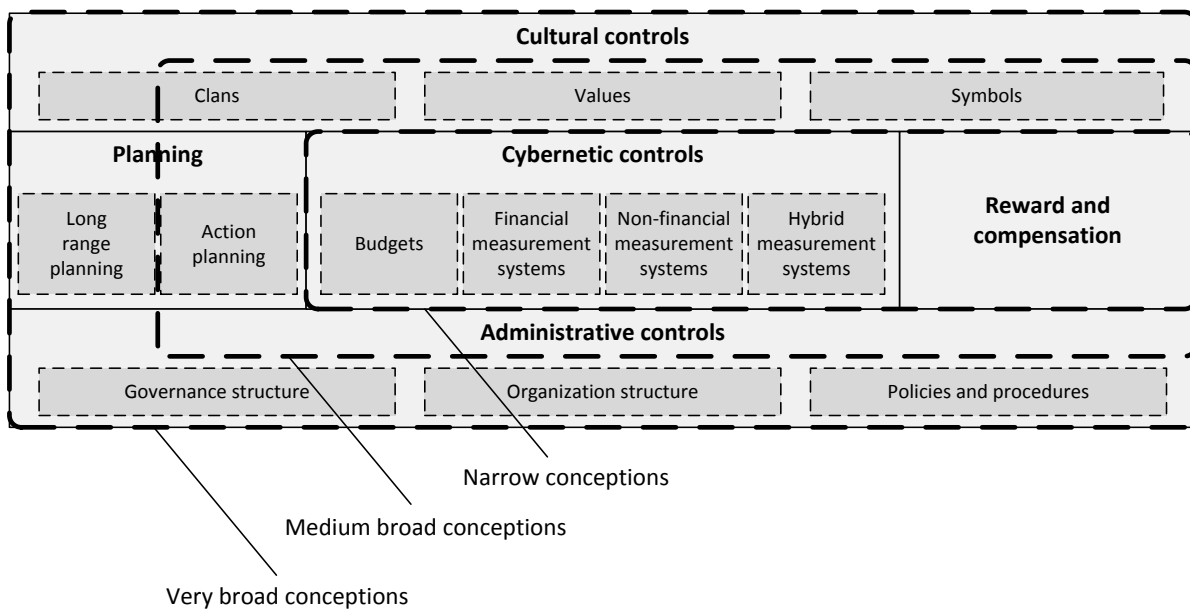 Cultural controls
Clans
Values
Symbols
Planning
Long
range
planning
Action
planning
Cybernetic controls
Budgets
Financial
measurement
systems
Non-financial
measurement
systems
Hybrid
measurement
systems
Reward and
compensation
Administrative controls
Governance structure
Organization structure
Policies and procedures
Narrow conceptions
Medium broad conceptions
Very broad conceptions